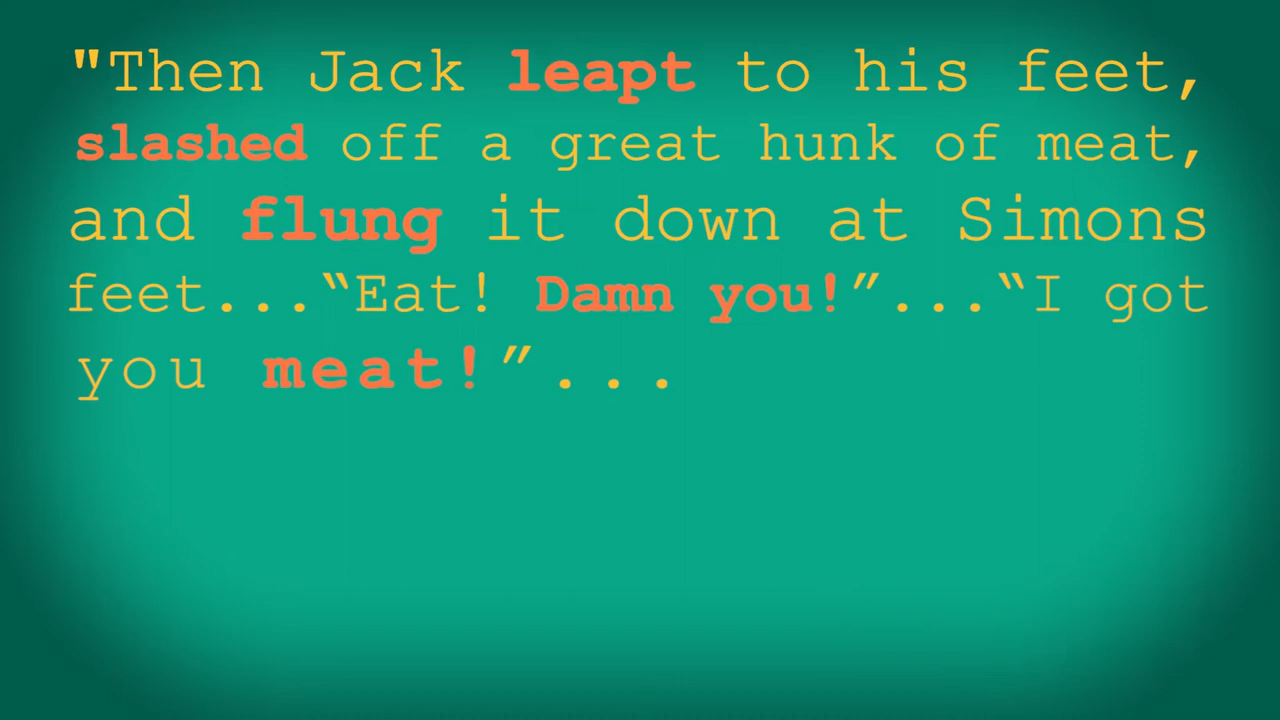 "Then Jack leapt to his feet,
slashed off a great hunk of meat,
and flung it down at Simons
feet...“Eat! Damn you!”...“I got
you meat!”...